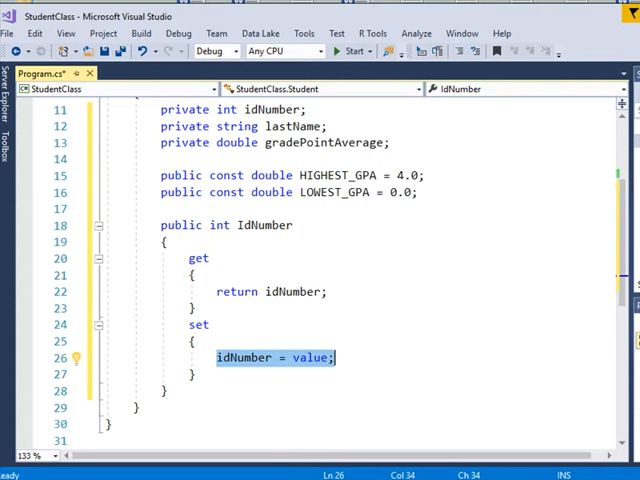 StudentClass - Microsoft Visual Studio
File Edit View Project Build Debug Team Data Lake Tools Test R Tools Analyze Window Help
Debug Any CPU Start
Server Explorer
Toolbox
Program.cs*
StudentClass StudentClass.Student IdNumber
11 private int idNumber;
12 private string lastName;
13 private double gradePointAverage;
14
15 public const double HIGHEST_GPA = 4.0;
16 public const double LOWEST_GPA = 0.0;
17
18 public int IdNumber
19 {
20 get
21 {
22 return idNumber;
23 }
24 set
25 {
26 idNumber = value;
27 }
28 }
29 }
30 }
31
133 %
Ready Ln 26 Col 34 Ch 34 INS